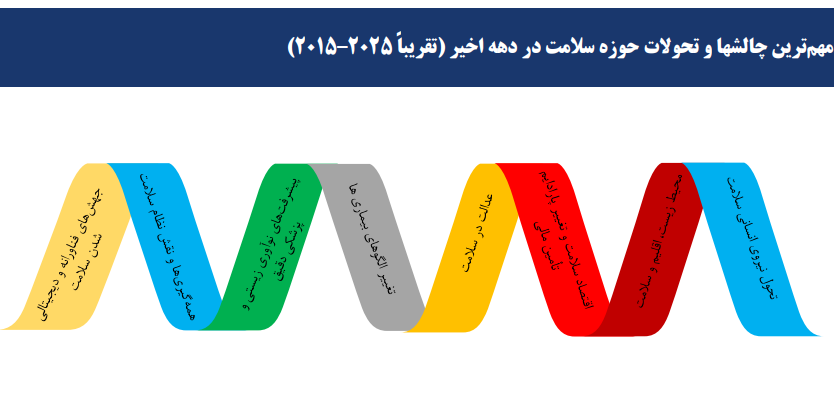 مهم‌ترین چالشها و تحولات حوزه سلامت در دهه اخیر (تقریباً ۲۰۲۵-۲۰۱۵)
تحول نیروی انسانی سلامت
محیط زیست، اقلیم و سلامت
اقتصاد سلامت و تغییر پارادایم
تأمین مالی
عدالت در سلامت
تغییر الگوهای بیماری ها
پیشرفت‌های نوآوری زیستی و
پزشکی دقیق
همه‌گیری‌ها و نقش نظام سلامت
جهش‌های فناورانه و دیجیتالی
شدن سلامت